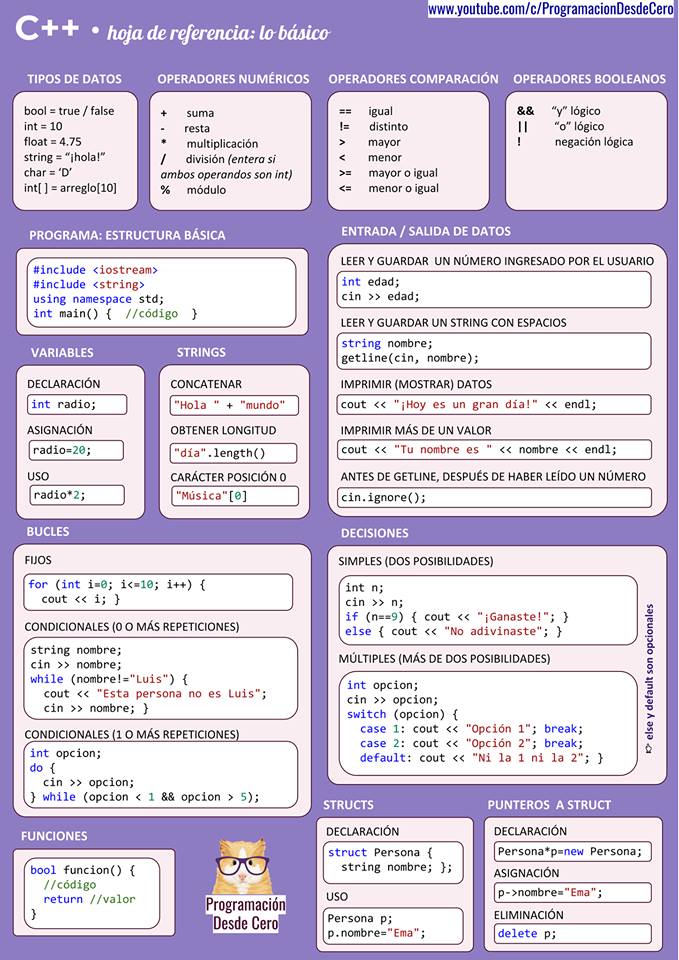 www.youtube.com/c/ProgramacionDesdeCero
C++ • hoja de referencia: lo básico
TIPOS DE DATOS
bool = true / false
int = 10
float = 4.75
string = “¡hola!”
char = ‘D’
int[ ] = arreglo[10]
OPERADORES NUMÉRICOS
+ suma
- resta
* multiplicación
/ división (entera si
ambos operandos son int)
% módulo
OPERADORES COMPARACIÓN
== igual
!= distinto
> mayor
< menor
>= mayor o igual
<= menor o igual
OPERADORES BOOLEANOS
&& “y” lógico
|| “o” lógico
! negación lógica
PROGRAMA: ESTRUCTURA BÁSICA
#include <iostream>
#include <string>
using namespace std;
int main() { //código }
ENTRADA / SALIDA DE DATOS
LEER Y GUARDAR UN NÚMERO INGRESADO POR EL USUARIO
int edad;
cin >> edad;
LEER Y GUARDAR UN STRING CON ESPACIOS
string nombre;
getline(cin, nombre);
IMPRIMIR (MOSTRAR) DATOS
cout << "¡Hoy es un gran día!" << endl;
IMPRIMIR MÁS DE UN VALOR
cout << "Tu nombre es " << nombre << endl;
ANTES DE GETLINE, DESPUÉS DE HABER LEÍDO UN NÚMERO
cin.ignore();
VARIABLES
DECLARACIÓN
int radio;
ASIGNACIÓN
radio=20;
USO
radio*2;
STRINGS
CONCATENAR
"Hola " + "mundo"
OBTENER LONGITUD
"día".length()
CARÁCTER POSICIÓN 0
"Música"[0]
BUCLES
FIJOS
for (int i=0; i<=10; i++) {
cout << i; }
CONDICIONALES (0 O MÁS REPETICIONES)
string nombre;
cin >> nombre;
while (nombre!="Luis") {
cout << "Esta persona no es Luis";
cin >> nombre; }
CONDICIONALES (1 O MÁS REPETICIONES)
int opcion;
do {
cin >> opcion;
} while (opcion < 1 && opcion > 5);
DECISIONES
SIMPLES (DOS POSIBILIDADES)
int n;
cin >> n;
if (n==9) { cout << "¡Ganaste!"; }
else { cout << "No adivinaste"; }
MÚLTIPLES (MÁS DE DOS POSIBILIDADES)
int opcion;
cin >> opcion;
switch (opcion) {
case 1: cout << "Opción 1"; break;
case 2: cout << "Opción 2"; break;
default: cout << "Ni la 1 ni la 2"; }
else y default son opcionales
FUNCIONES
bool funcion() {
//código
return //valor
}
Programación
Desde Cero
STRUCTS
DECLARACIÓN
struct Persona {
string nombre; };
USO
Persona p;
p.nombre="Ema";
PUNTEROS A STRUCT
DECLARACIÓN
Persona*p=new Persona;
ASIGNACIÓN
p->nombre="Ema";
ELIMINACIÓN
delete p;